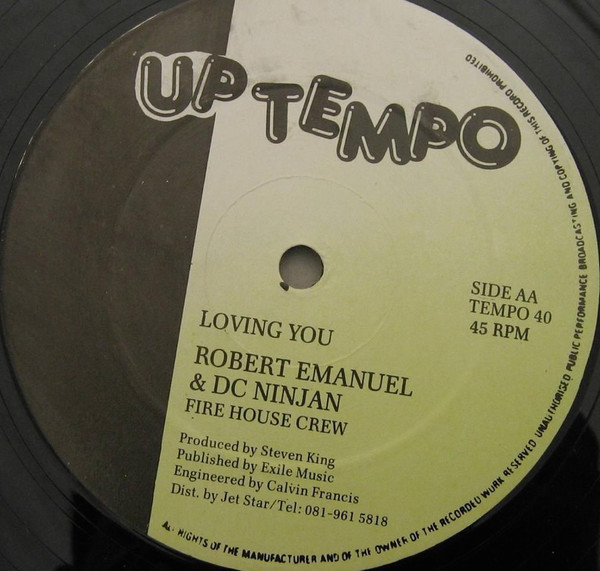 UP TEMPO
SIDE AA
TEMPO 40
45 RPM
LOVING YOU
ROBERT EMANUEL
& DC NINJAN
FIRE HOUSE CREW
Produced by Steven King
Published by Exile Music
Engineered by Calvin Francis
Dist. by Jet Star/Tel: 081-961 5818
ALL RIGHTS OF THE MANUFACTURER AND OF THE OWNER OF THE RECORDED WORK RESERVED UNAUTHORISED PUBLIC PERFORMANCE BROADCASTING AND COPYING OF THIS RECORD PROHIBITED